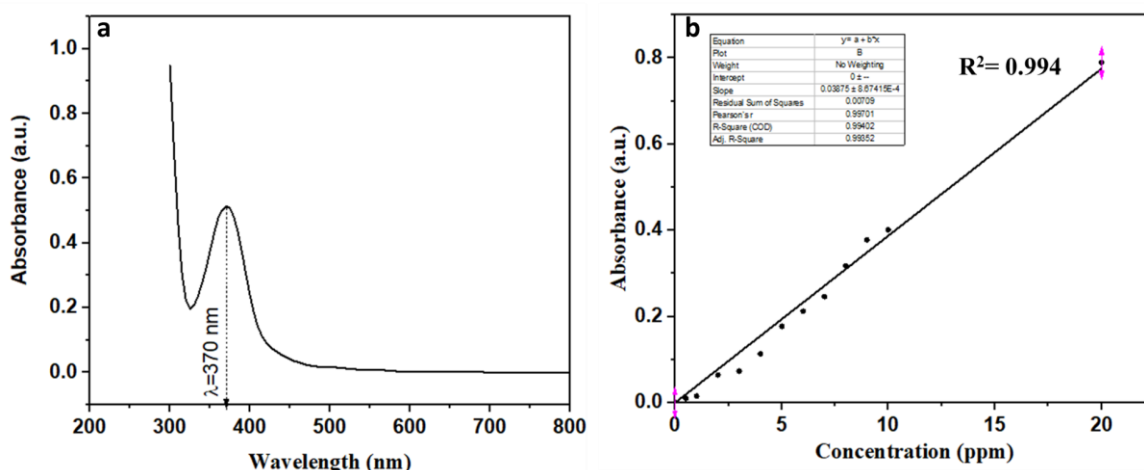 a
1.0
0.8
0.6
0.4
0.2
0.0
Absorbance (a.u.)
λ=370 nm
200 300 400 500 600 700 800
Wavelength (nm)
b
0.8
0.6
0.4
0.2
0.0
Absorbance (a.u.)
Equation y= a + b*x
Plot B
Weight No Weighting
Intercept 0 ± --
Slope 0.03875 ± 8.67415E-4
Residual Sum of Squares 0.00709
Pearson's r 0.99701
R-Square (COD) 0.99402
Adj. R-Square 0.99352
R²= 0.994
0 5 10 15 20
Concentration (ppm)